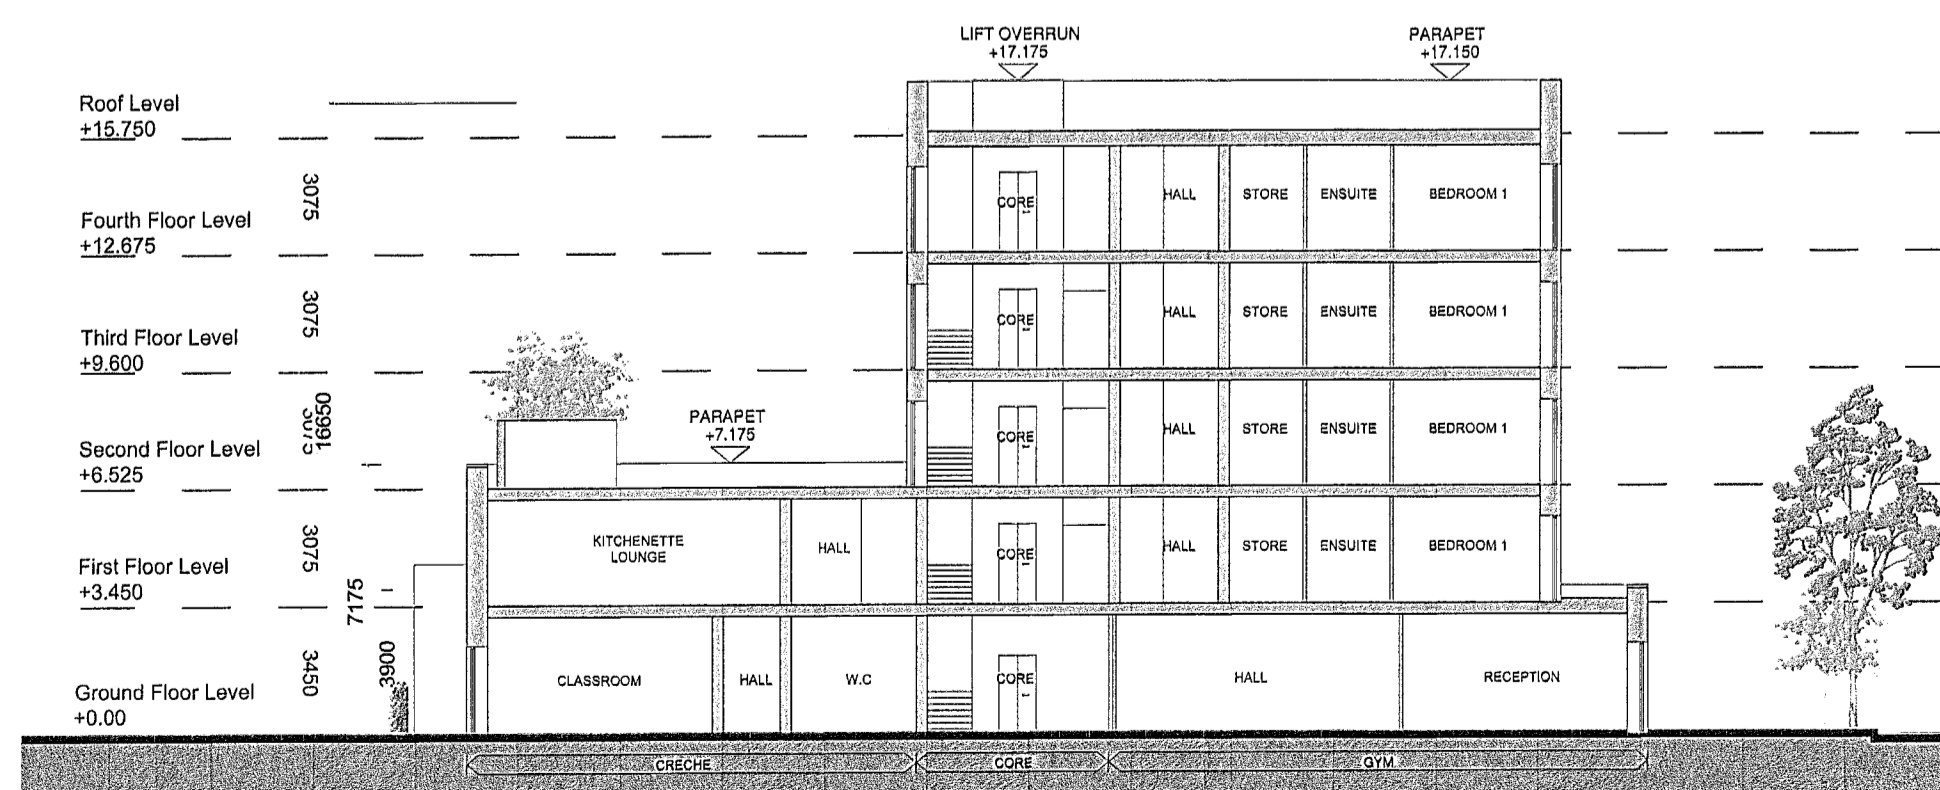 LIFT OVERRUN
+17.175
PARAPET
+17.150
Roof Level
+15.750
3075
Fourth Floor Level
+12.675
CORE
HALL
STORE
ENSUITE
BEDROOM 1
3075
Third Floor Level
+9.600
CORE
HALL
STORE
ENSUITE
BEDROOM 1
3075
16950
PARAPET
+7.175
Second Floor Level
+6.525
CORE
HALL
STORE
ENSUITE
BEDROOM 1
3075
First Floor Level
+3.450
KITCHENETTE
LOUNGE
HALL
CORE
HALL
STORE
ENSUITE
BEDROOM 1
7175
3900
3450
Ground Floor Level
+0.00
CLASSROOM
HALL
W.C
CORE
HALL
RECEPTION
CRECHE
CORE
GYM